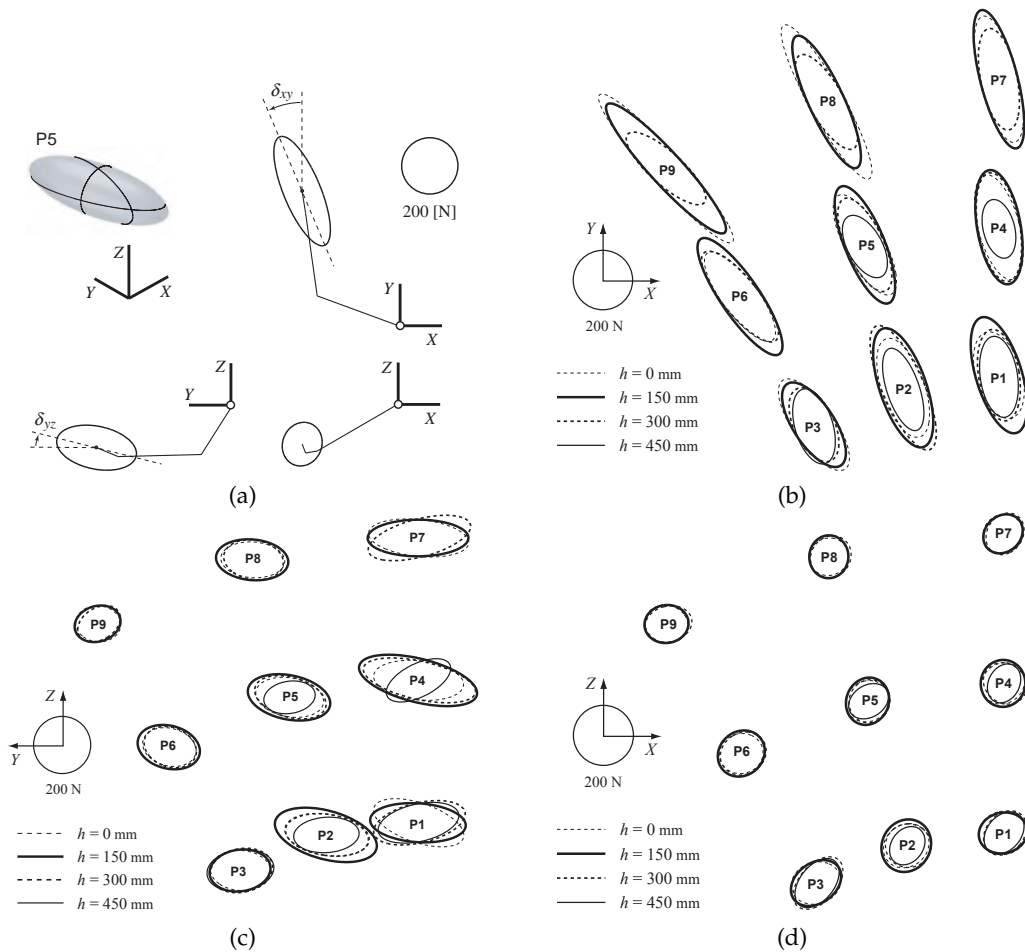 P5
Z
Y
X
δxy
200 [N]
Y
X
Z
Y
δyz
Z
X
(a)
P7
P8
P9
P4
P5
P6
P1
P2
P3
Y
X
200 N
h = 0 mm
h = 150 mm
h = 300 mm
h = 450 mm
(b)
P7
P8
P9
P4
P5
P6
P1
P2
P3
Z
Y
200 N
h = 0 mm
h = 150 mm
h = 300 mm
h = 450 mm
(c)
P7
P8
P9
P4
P5
P6
P1
P2
P3
Z
X
200 N
h = 0 mm
h = 150 mm
h = 300 mm
h = 450 mm
(d)